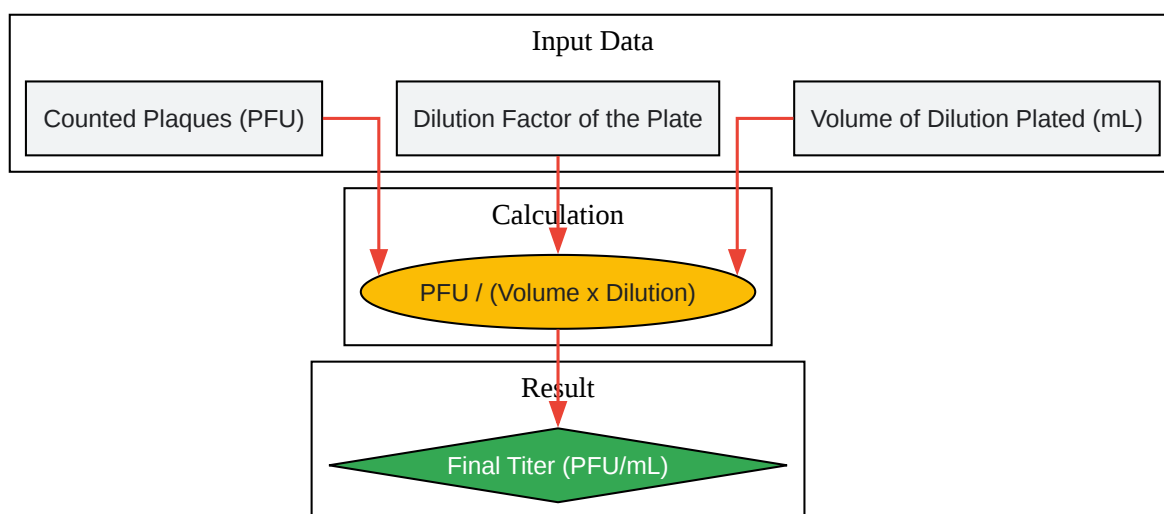 Input Data
Counted Plaques (PFU)
Dilution Factor of the Plate
Volume of Dilution Plated (mL)
Calculation
PFU / (Volume x Dilution)
Result
Final Titer (PFU/mL)